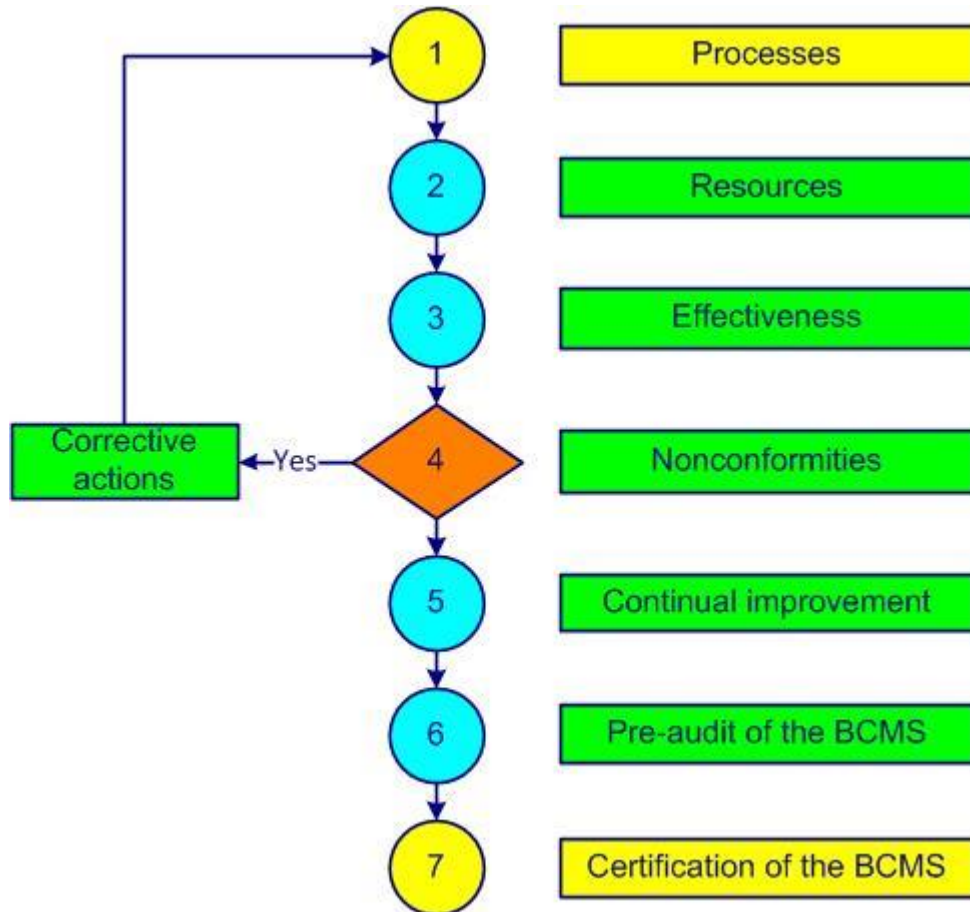 1
Processes
2
Resources
3
Effectiveness
Corrective
actions
Yes
4
Nonconformities
5
Continual improvement
6
Pre-audit of the BCMS
7
Certification of the BCMS